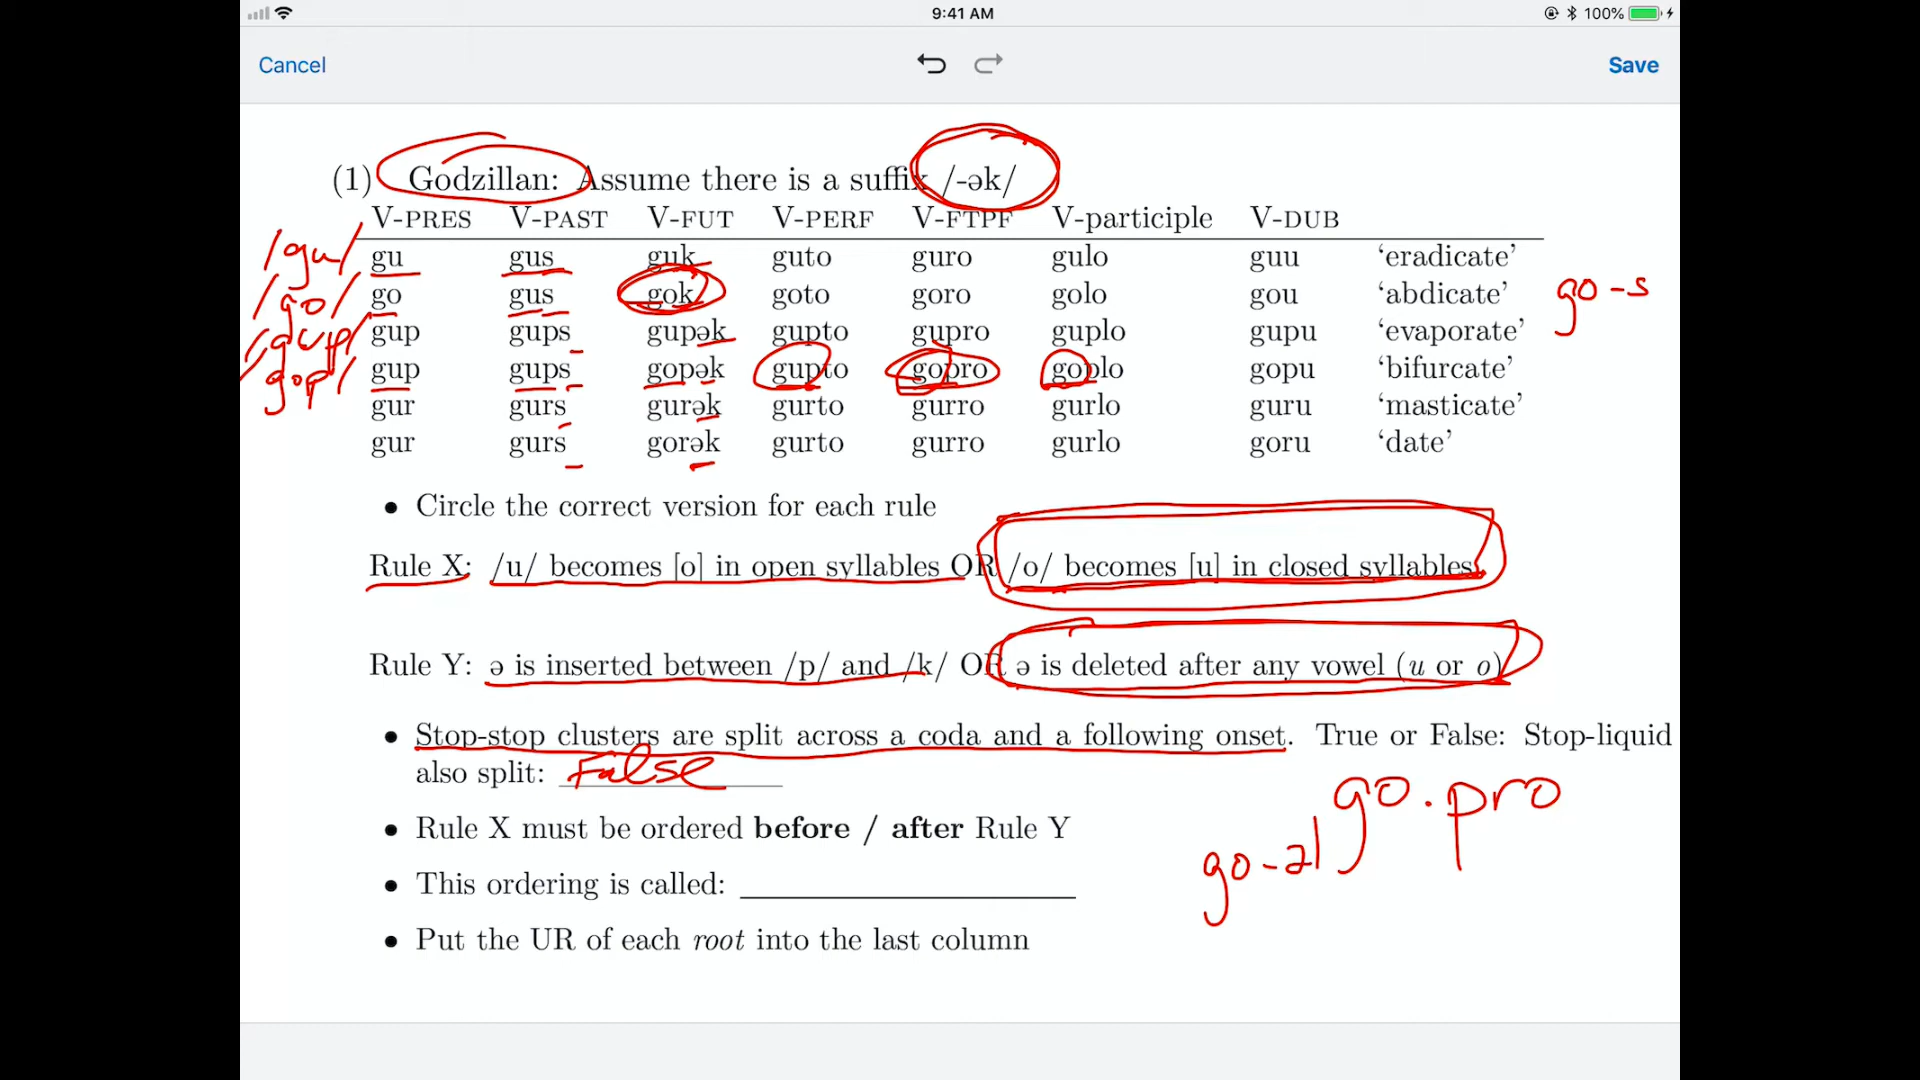 9:41 AM
100%
Cancel
Save
(1) Godzillan: Assume there is a suffix /-ək/
V-PRES V-PAST V-FUT V-PERF V-FTPF V-participle V-DUB
/gu/ gu gus guk guto guro gulo guu ‘eradicate’
/go/ go gus gok goto goro golo gou ‘abdicate’ go-s
/gup/ gup gups gupək gupto gupro guplo gupu ‘evaporate’
/gop/ gup gups gopək gupto gopro goplo gopu ‘bifurcate’
gur gurs gurək gurto gurro gurlo guru ‘masticate’
gur gurs gorək gurto gurro gurlo goru ‘date’
• Circle the correct version for each rule
Rule X: /u/ becomes [o] in open syllables OR /o/ becomes [u] in closed syllables
Rule Y: ə is inserted between /p/ and /k/ OR ə is deleted after any vowel (u or o)
• Stop-stop clusters are split across a coda and a following onset. True or False: Stop-liquid
also split: False
go.pro
• Rule X must be ordered before / after Rule Y
go-
• This ordering is called:
• Put the UR of each root into the last column